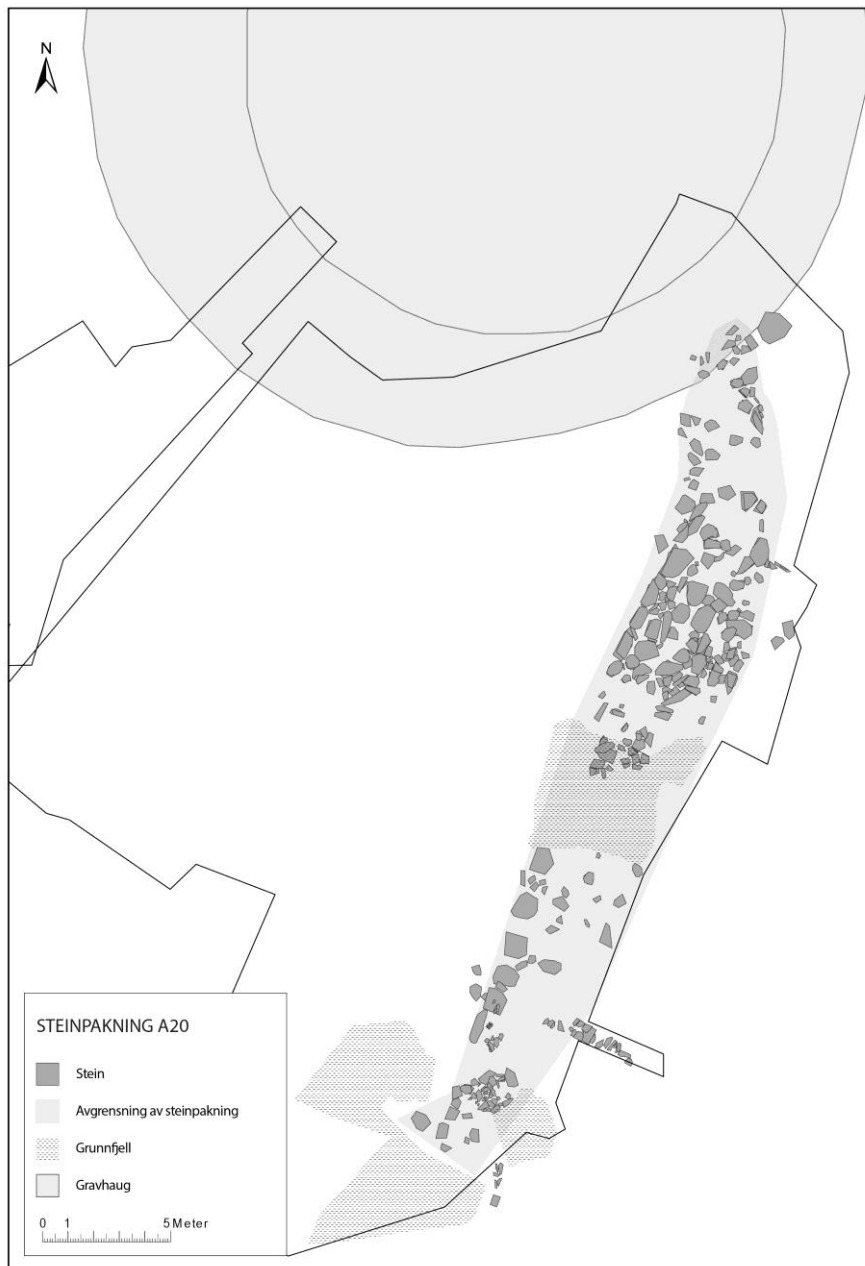 N
STEINPAKNING A20
Stein
Avgrensning av steinpakning
Grunnfjell
Gravhaug
0 1 5 Meter